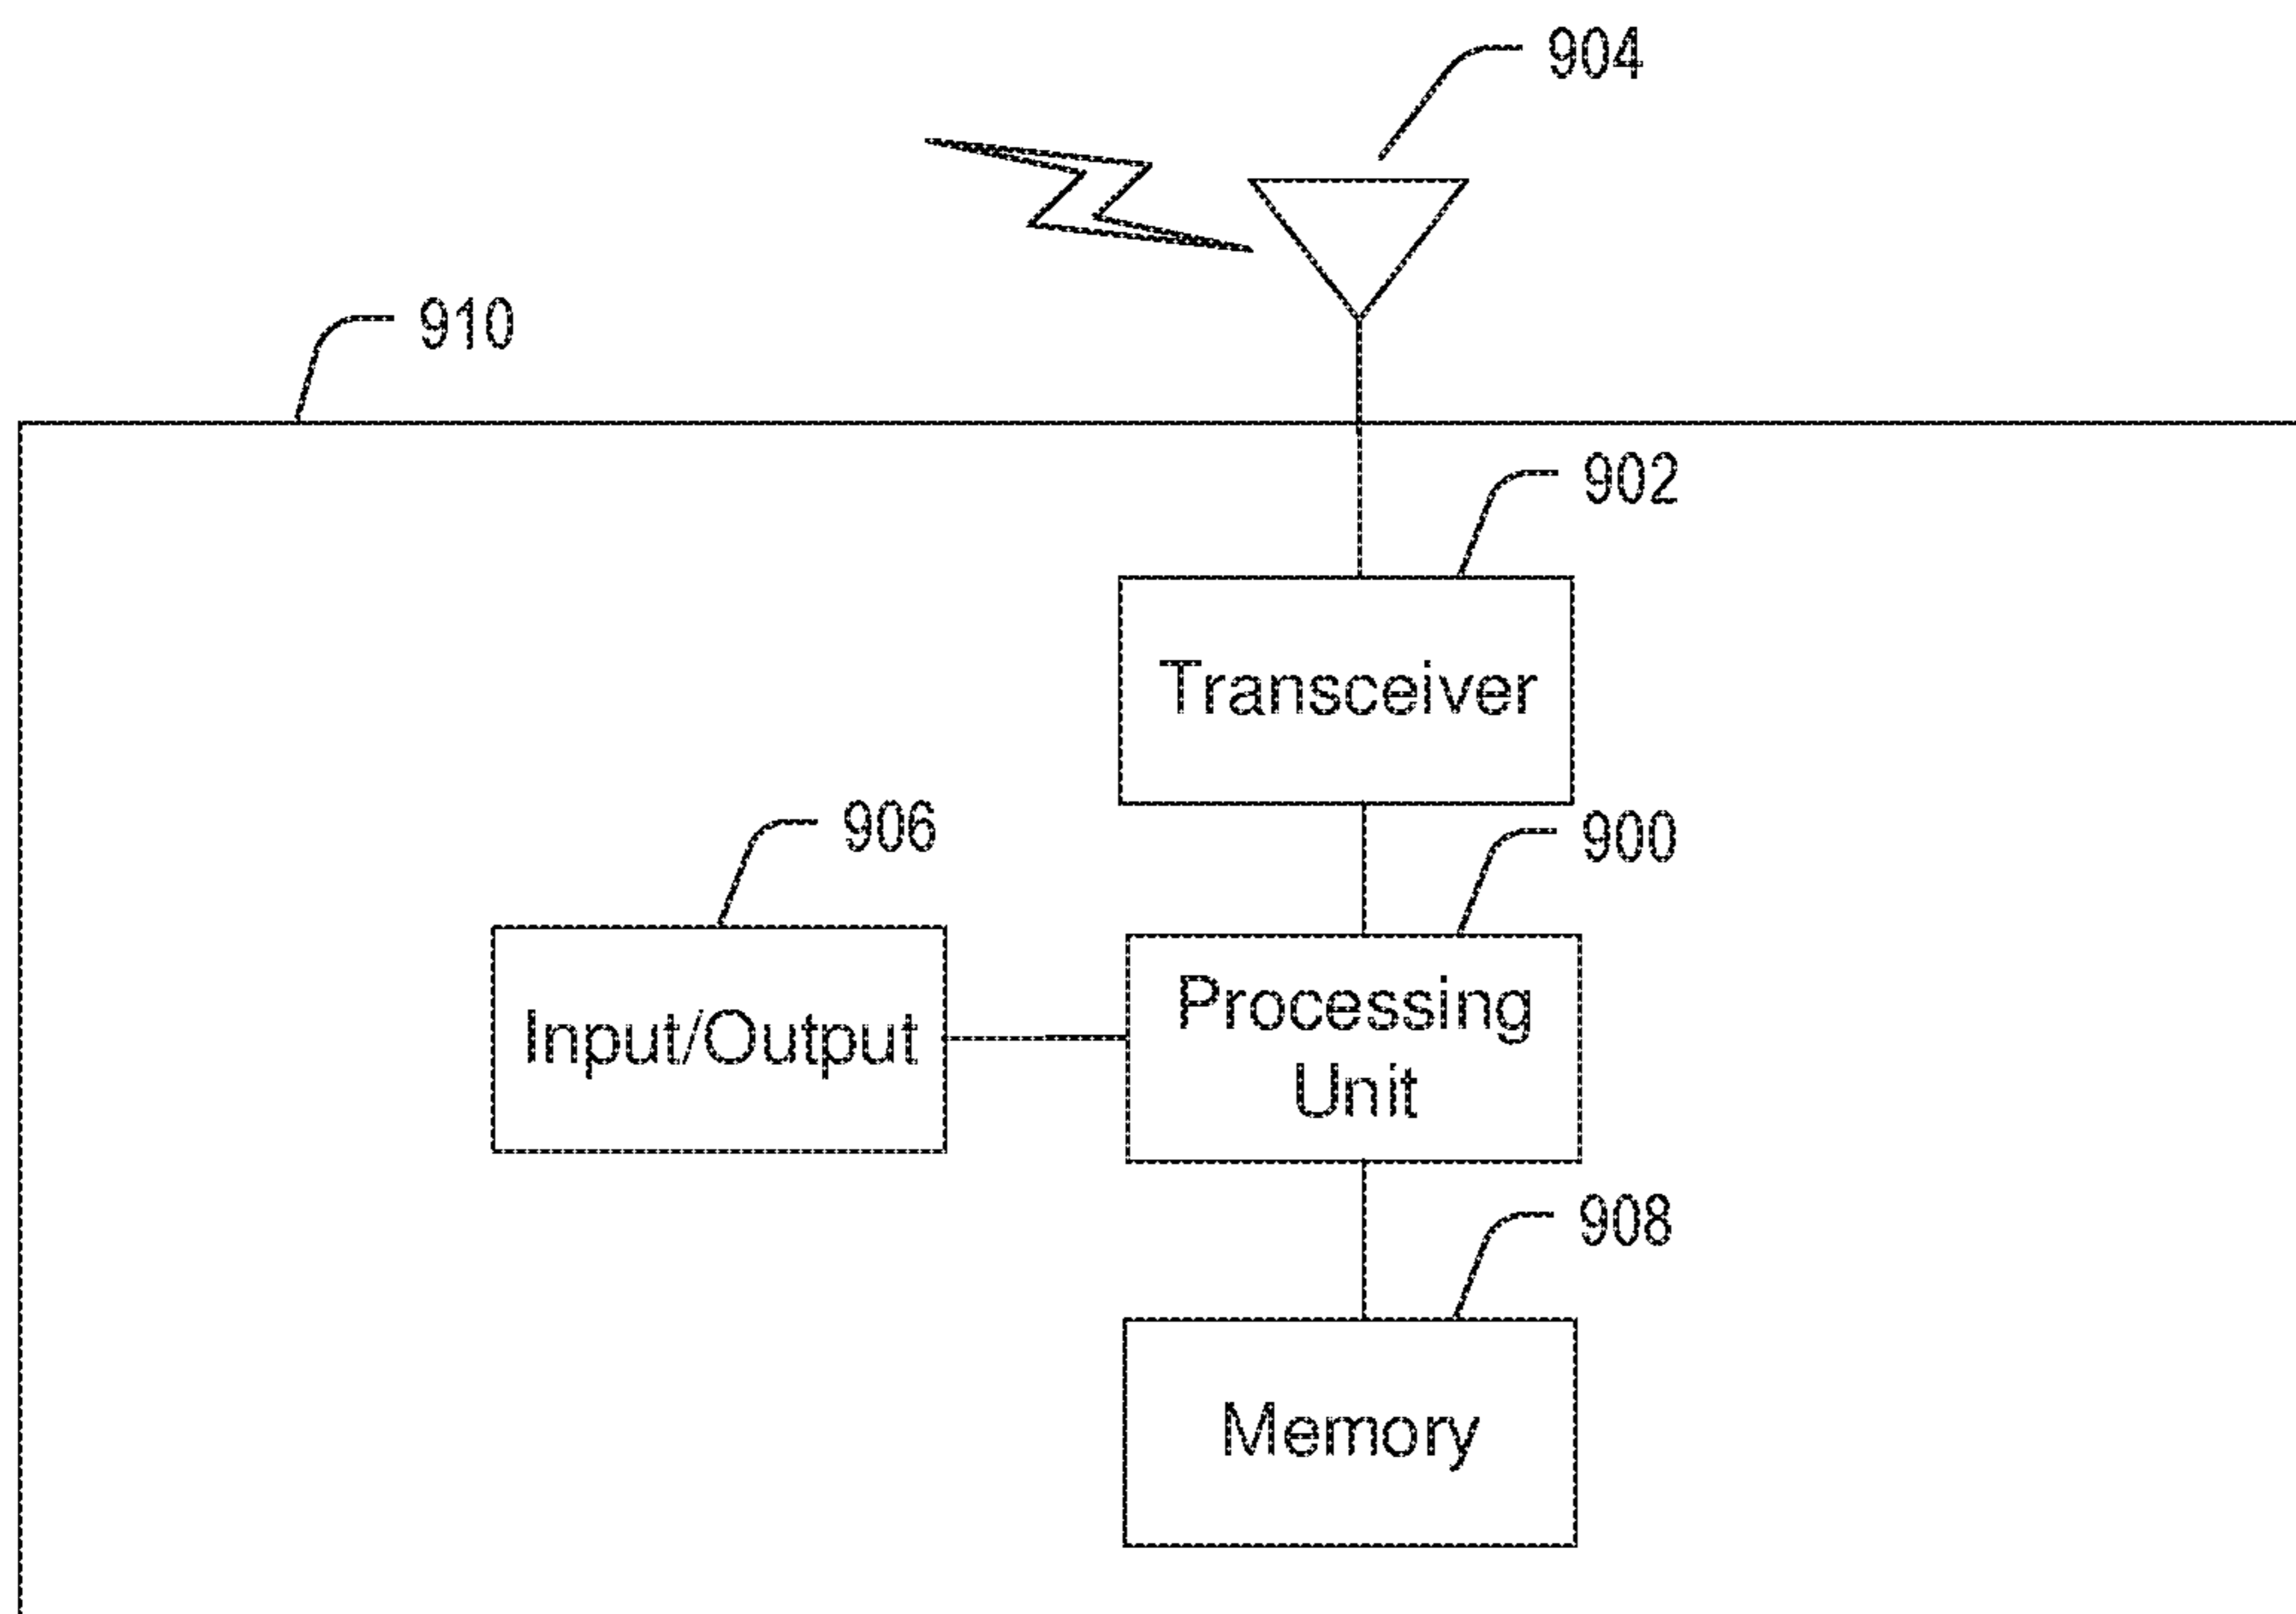 904
910
902
Transceiver
906
900
Input/Output
Processing
Unit
908
Memory